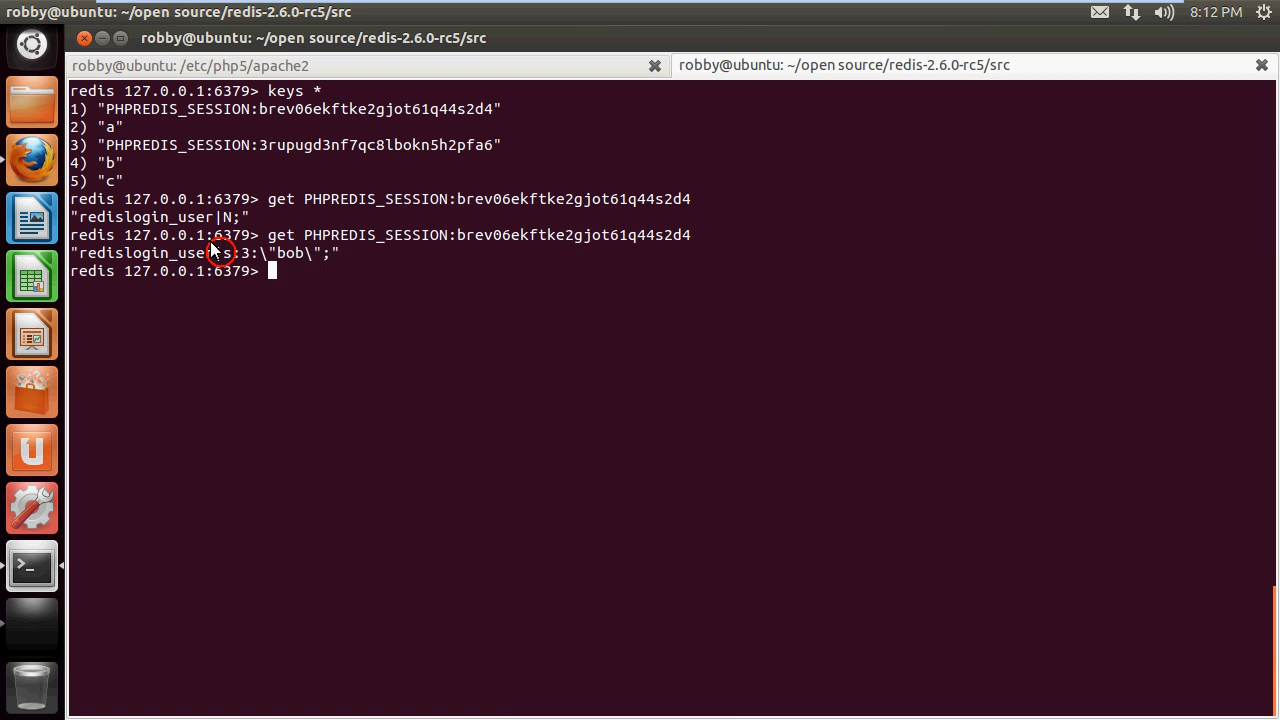 robby@ubuntu: ~/open source/redis-2.6.0-rc5/src
8:12 PM
robby@ubuntu: ~/open source/redis-2.6.0-rc5/src
robby@ubuntu: /etc/php5/apache2
robby@ubuntu: ~/open source/redis-2.6.0-rc5/src
redis 127.0.0.1:6379> keys *
1) "PHPREDIS_SESSION:brev06ekftke2gjot61q44s2d4"
2) "a"
3) "PHPREDIS_SESSION:3rupugd3nf7qc8lbokn5h2pfa6"
4) "b"
5) "c"
redis 127.0.0.1:6379> get PHPREDIS_SESSION:brev06ekftke2gjot61q44s2d4
"redislogin_user|N;"
redis 127.0.0.1:6379> get PHPREDIS_SESSION:brev06ekftke2gjot61q44s2d4
"redislogin_user|s:3:\"bob\";"
redis 127.0.0.1:6379>